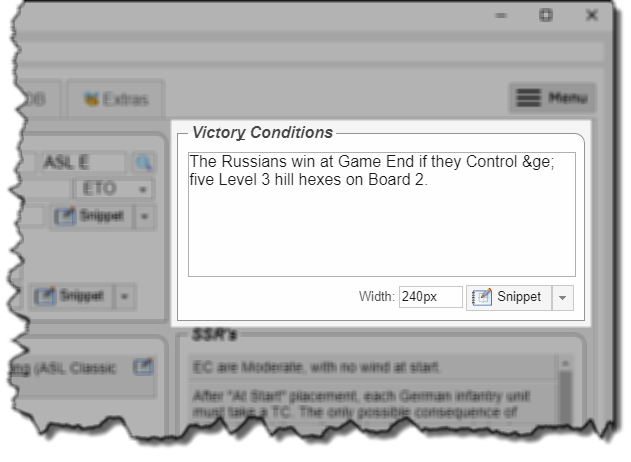 DB
Extras
Menu
Victory Conditions
ASL E
The Russians win at Game End if they Control &ge;
five Level 3 hill hexes on Board 2.
ETO
Snippet
Snippet
Width: 240px Snippet
SSR's
ng (ASL Classic
EC are Moderate, with no wind at start.
After "At Start" placement, each German infantry unit
must take a TC. The only possible consequence of